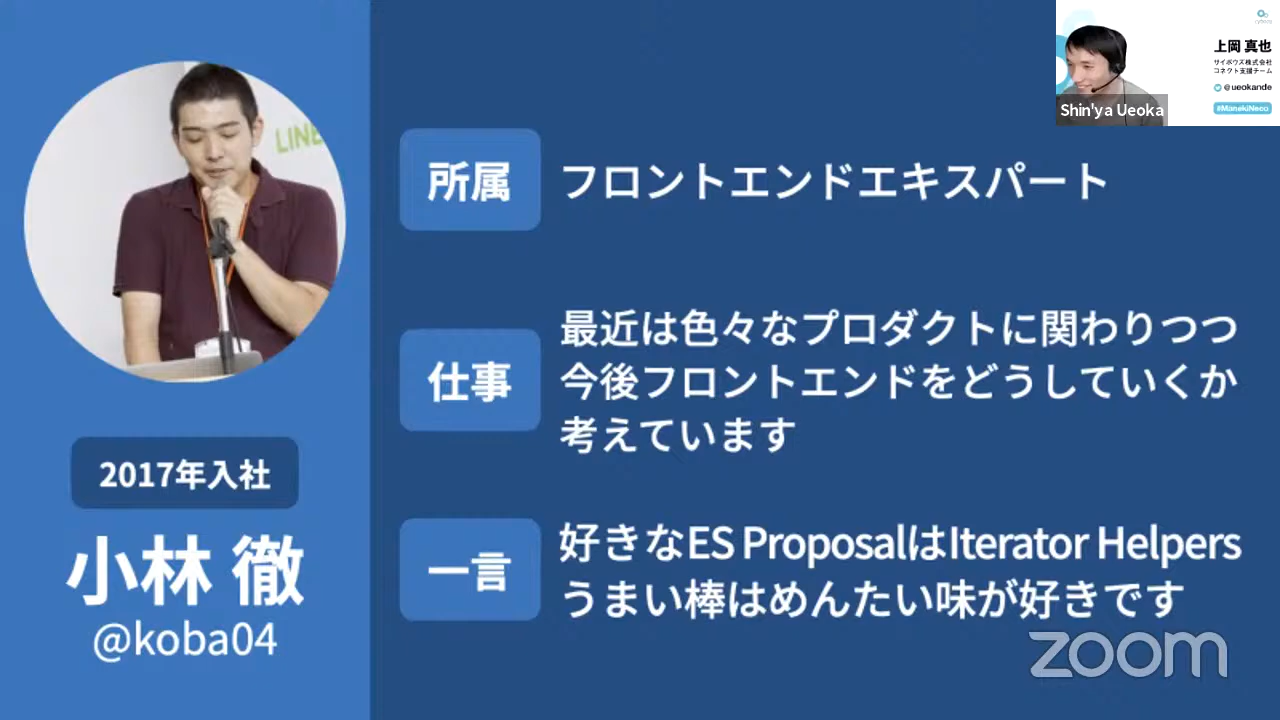 LINE
2017年入社
小林 徹
@koba04
所属
フロントエンドエキスパート
仕事
最近は色々なプロダクトに関わりつつ
今後フロントエンドをどうしていくか
考えています
一言
好きなES ProposalはIterator Helpers
うまい棒はめんたい味が好きです
zoom
上岡 真也
サイボウズ株式会社
コネクト支援チーム
@ueokande
#ManekiNeco
Shin'ya Ueoka